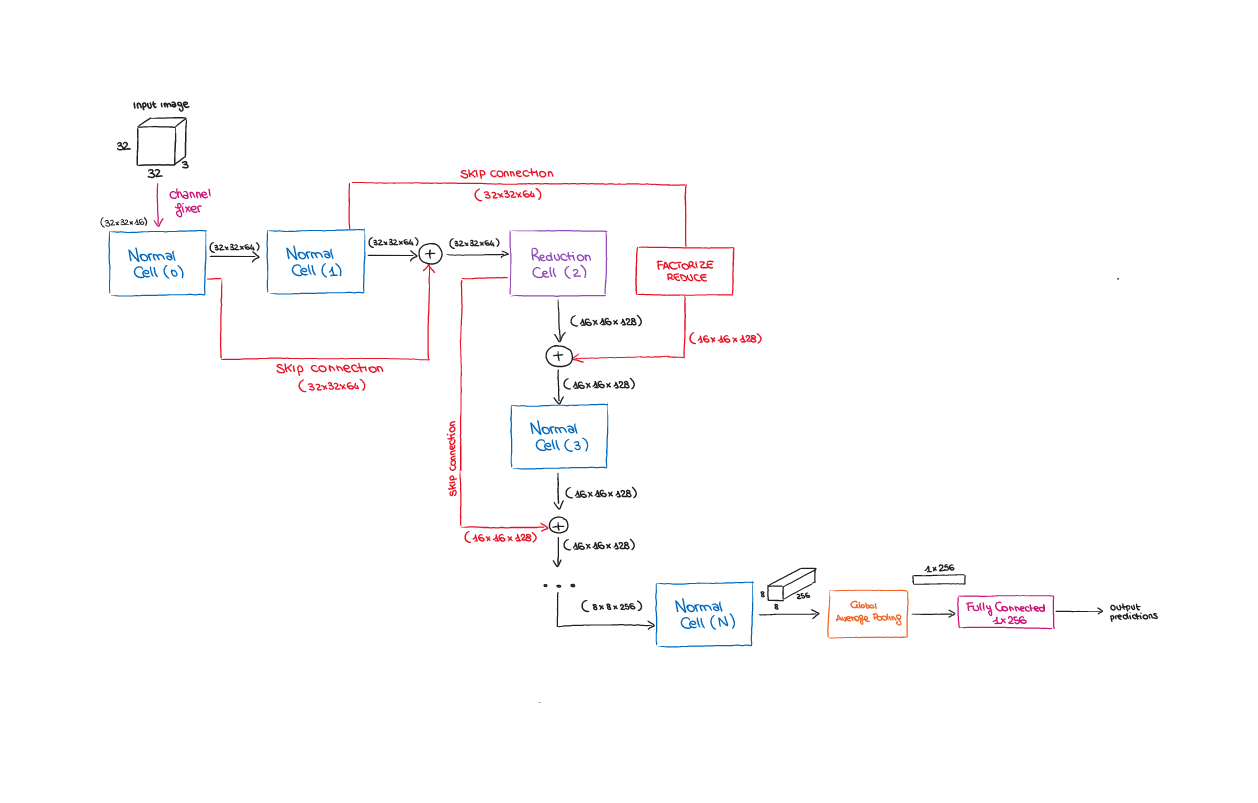 input image
32
3
32
channel
fixer
(32x32x16)
Normal
Cell (0)
(32x32x64)
Normal
Cell (1)
(32x32x64)
+
(32x32x64)
Reduction
Cell (2)
SKIP connection
(32x32x64)
FACTORIZE
REDUCE
SKIP connection
(32x32x64)
(16x16x128)
(16x16x128)
+
(16x16x128)
Normal
Cell (3)
SKIP connection
(16x16x128)
+
(16x16x128)
(16x16x128)
...
(8x8x256)
Normal
Cell (N)
8
8
256
Global
Average Pooling
1x256
Fully Connected
1x256
output
predictions